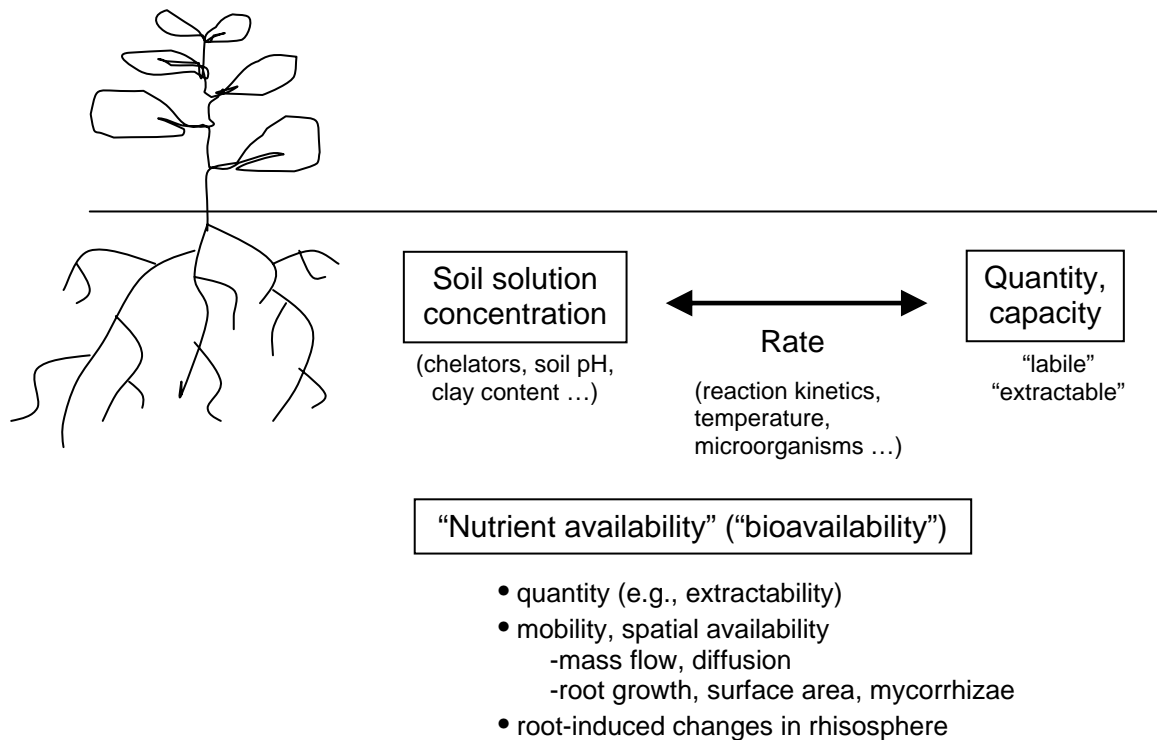 Soil solution
concentration
(chelators, soil pH,
clay content …)
Rate
(reaction kinetics,
temperature,
microorganisms …)
Quantity,
capacity
“labile”
“extractable”
“Nutrient availability” (“bioavailability”)
• quantity (e.g., extractability)
• mobility, spatial availability
-mass flow, diffusion
-root growth, surface area, mycorrhizae
• root-induced changes in rhisosphere